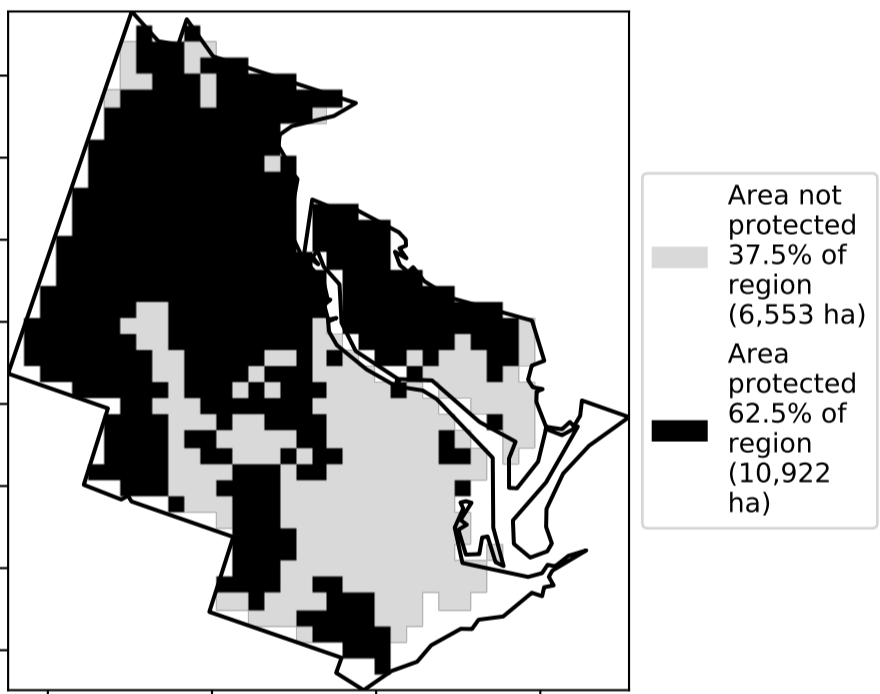 Area not
protected
37.5% of
region
(6,553 ha)
Area
protected
62.5% of
region
(10,922
ha)